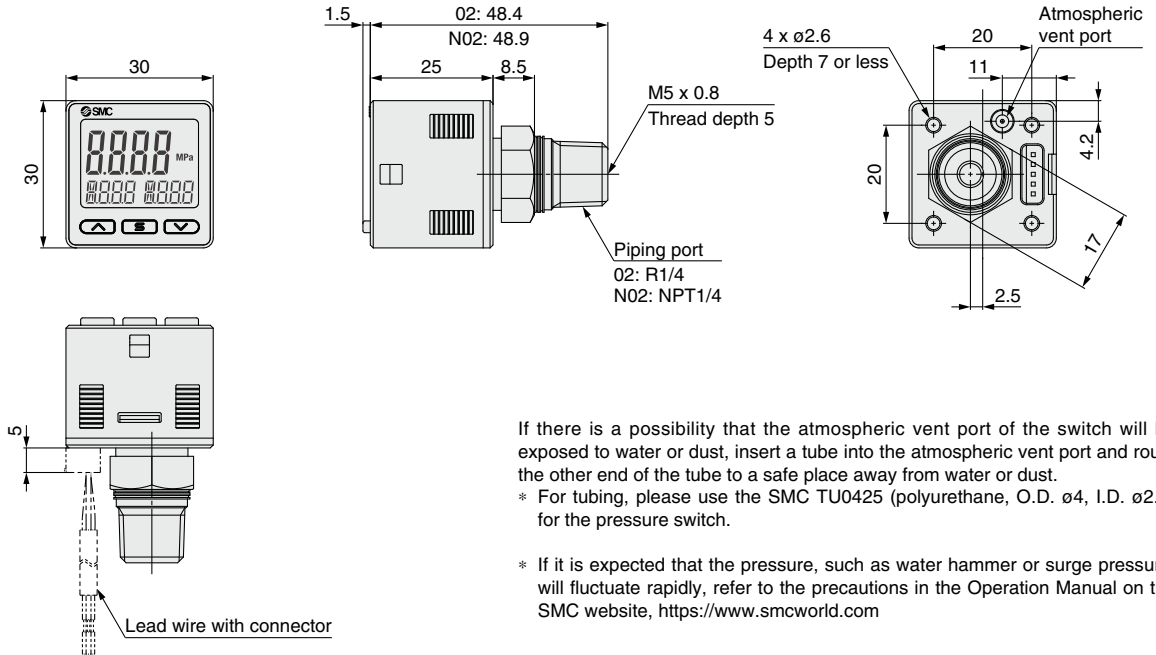 1.5
02: 48.4
N02: 48.9
25
8.5
M5 x 0.8
Thread depth 5
Piping port
02: R1/4
N02: NPT1/4
30
30
SMC
8.8.8.8
MPa
4 x ø2.6
Depth 7 or less
20
Atmospheric
vent port
11
4.2
20
17
2.5
5
Lead wire with connector
If there is a possibility that the atmospheric vent port of the switch will
exposed to water or dust, insert a tube into the atmospheric vent port and
the other end of the tube to a safe place away from water or dust.
∗ For tubing, please use the SMC TU0425 (polyurethane, O.D. ø4, I.D. ø2.
for the pressure switch.
∗ If it is expected that the pressure, such as water hammer or surge
will fluctuate rapidly, refer to the precautions in the Operation Manual on
SMC website, https://www.smcworld.com